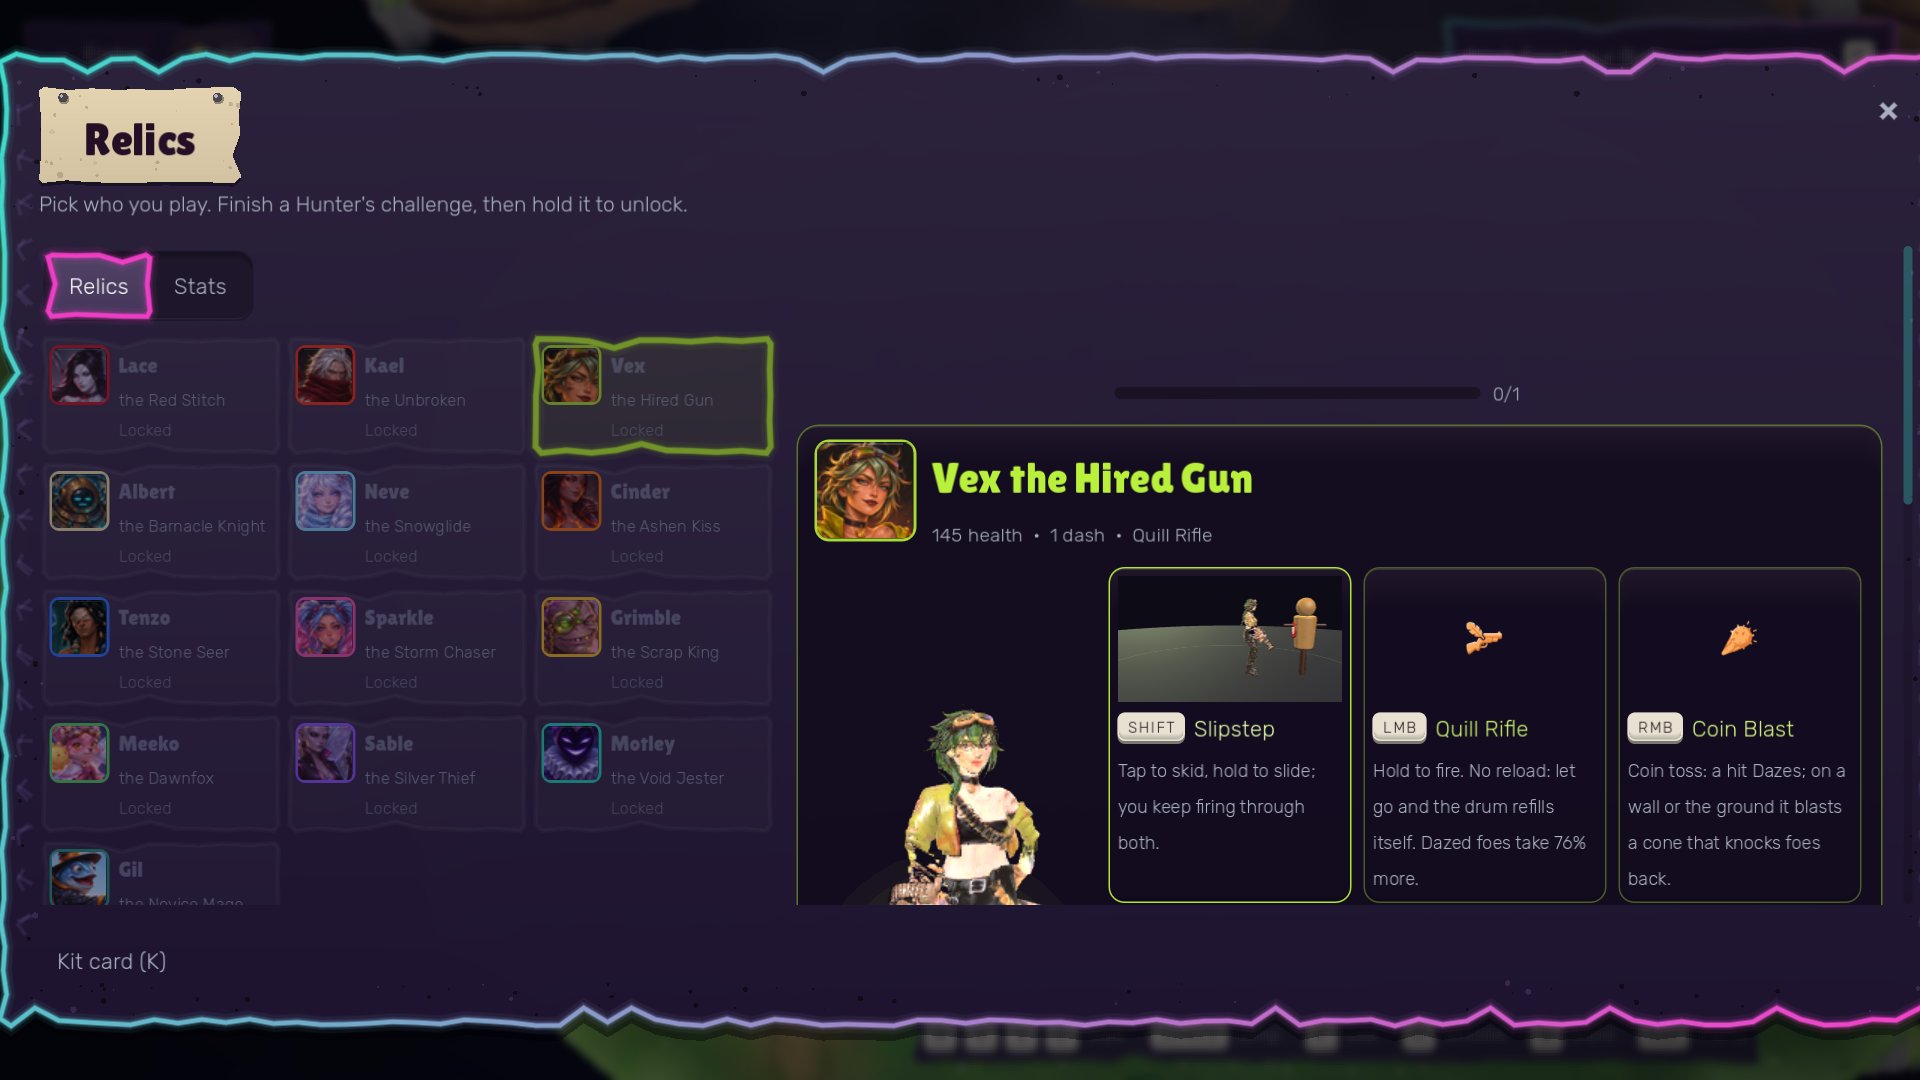 Relics
Pick who you play. Finish a Hunter's challenge, then hold it to unlock.
Relics
Stats
Lace
the Red Stitch
Locked
Kael
the Unbroken
Locked
Vex
the Hired Gun
Locked
Albert
the Barnacle Knight
Locked
Neve
the Snowglide
Locked
Cinder
the Ashen Kiss
Locked
Tenzo
the Stone Seer
Locked
Sparkle
the Storm Chaser
Locked
Grimble
the Scrap King
Locked
Meeko
the Dawnfox
Locked
Sable
the Silver Thief
Locked
Motley
the Void Jester
Locked
Gil
the Novice Mage
0/1
Vex the Hired Gun
145 health • 1 dash • Quill Rifle
SHIFT Slipstep
Tap to skid, hold to slide;
you keep firing through
both.
LMB Quill Rifle
Hold to fire. No reload: let
go and the drum refills
itself. Dazed foes take 76%
more.
RMB Coin Blast
Coin toss: a hit Dazes; on a
wall or the ground it blasts
a cone that knocks foes
back.
Kit card (K)